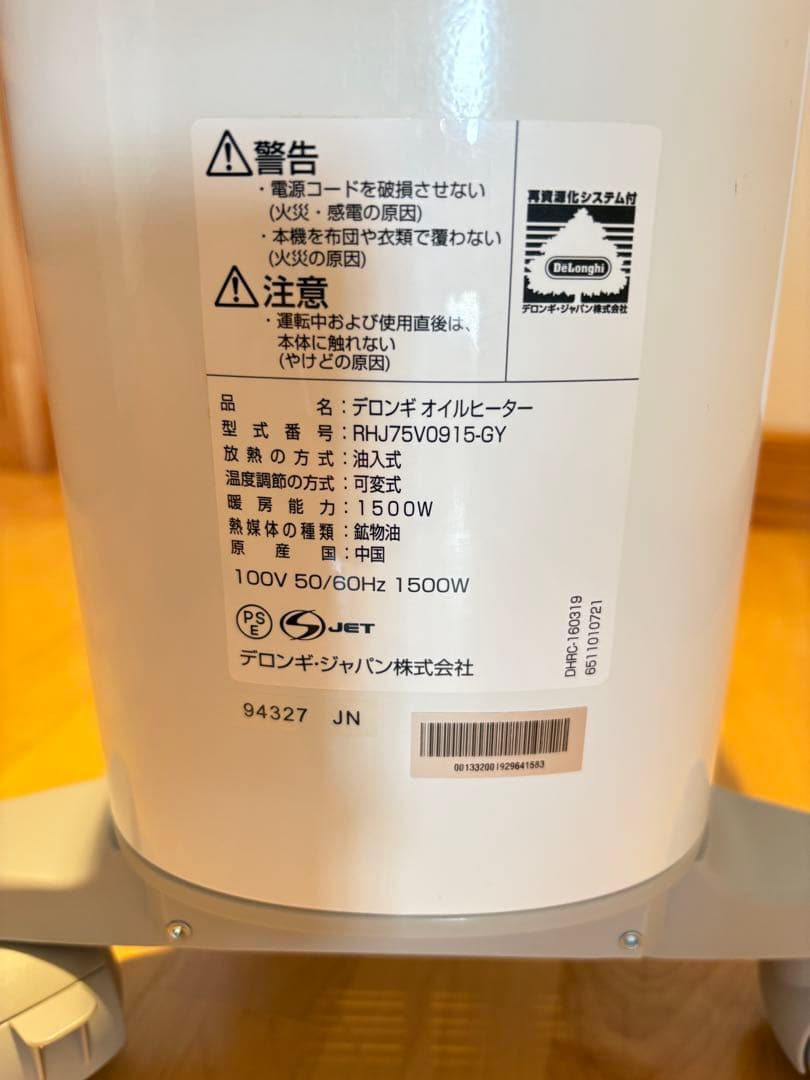 警告
・電源コードを破損させない
(火災・感電の原因)
・本機を布団や衣類で覆わない
(火災の原因)
注意
・運転中および使用直後は、
本体に触れない
(やけどの原因)
再資源化システム付
DeLonghi
デロンギ・ジャパン株式会社
品名：デロンギ オイルヒーター
型式番号：RHJ75V0915-GY
放熱の方式：油入式
温度調節の方式：可変式
暖房能力：1500W
熱媒体の種類：鉱物油
原産国：中国
100V 50/60Hz 1500W
PSE
JET
デロンギ・ジャパン株式会社
DHRC-160319
6511010721
94327 JN
001332001929641583